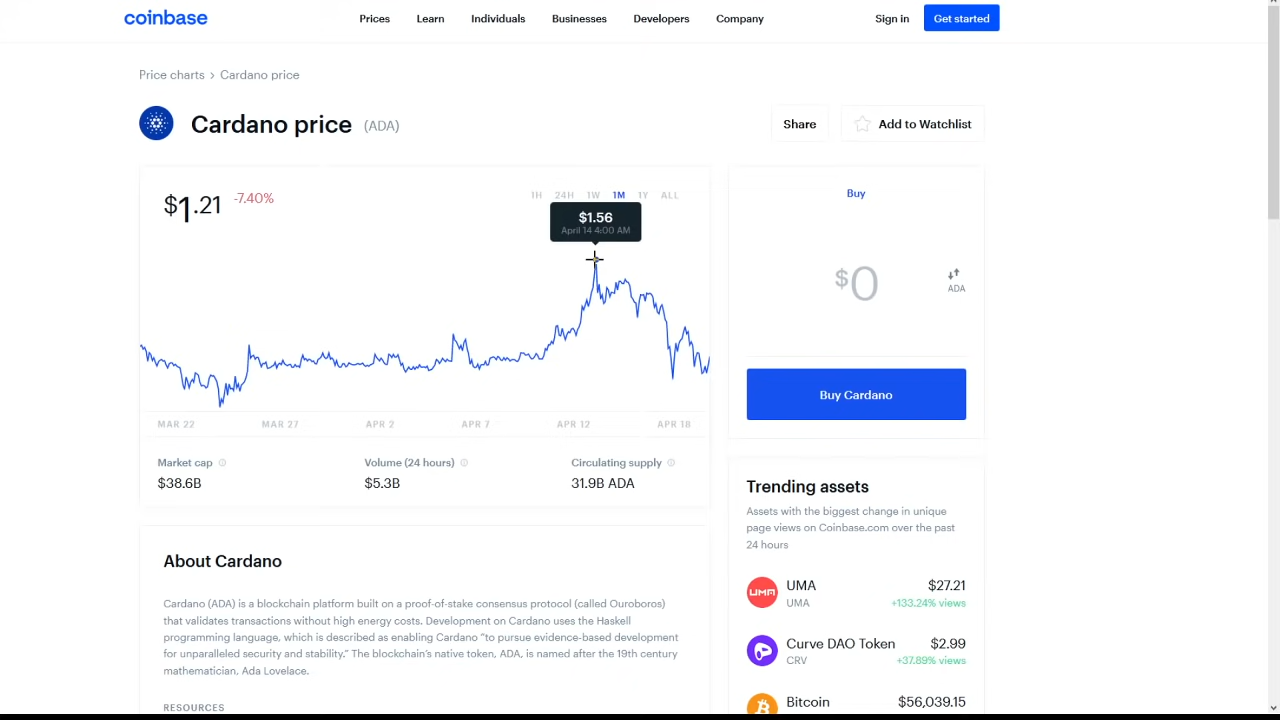 coinbase
Prices
Learn
Individuals
Businesses
Developers
Company
Sign in
Get started
Price charts › Cardano price
Cardano price (ADA)
Share
Add to Watchlist
$1.21 -7.40%
1H 24H 1W 1M 1Y ALL
$1.56
April 14 4:00 AM
MAR 22 MAR 27 APR 2 APR 7 APR 12 APR 18
Market cap
$38.6B
Volume (24 hours)
$5.3B
Circulating supply
31.9B ADA
Buy
$0
ADA
Buy Cardano
About Cardano
Cardano (ADA) is a blockchain platform built on a proof-of-stake consensus protocol (called Ouroboros)
that validates transactions without high energy costs. Development on Cardano uses the Haskell
programming language, which is described as enabling Cardano “to pursue evidence-based development
for unparalleled security and stability.” The blockchain’s native token, ADA, is named after the 19th century
mathematician, Ada Lovelace.
RESOURCES
Trending assets
Assets with the biggest change in unique
page views on Coinbase.com over the past
24 hours
UMA
UMA $27.21
UMA +133.24% views
Curve DAO Token $2.99
CRV +37.89% views
Bitcoin $56,039.15